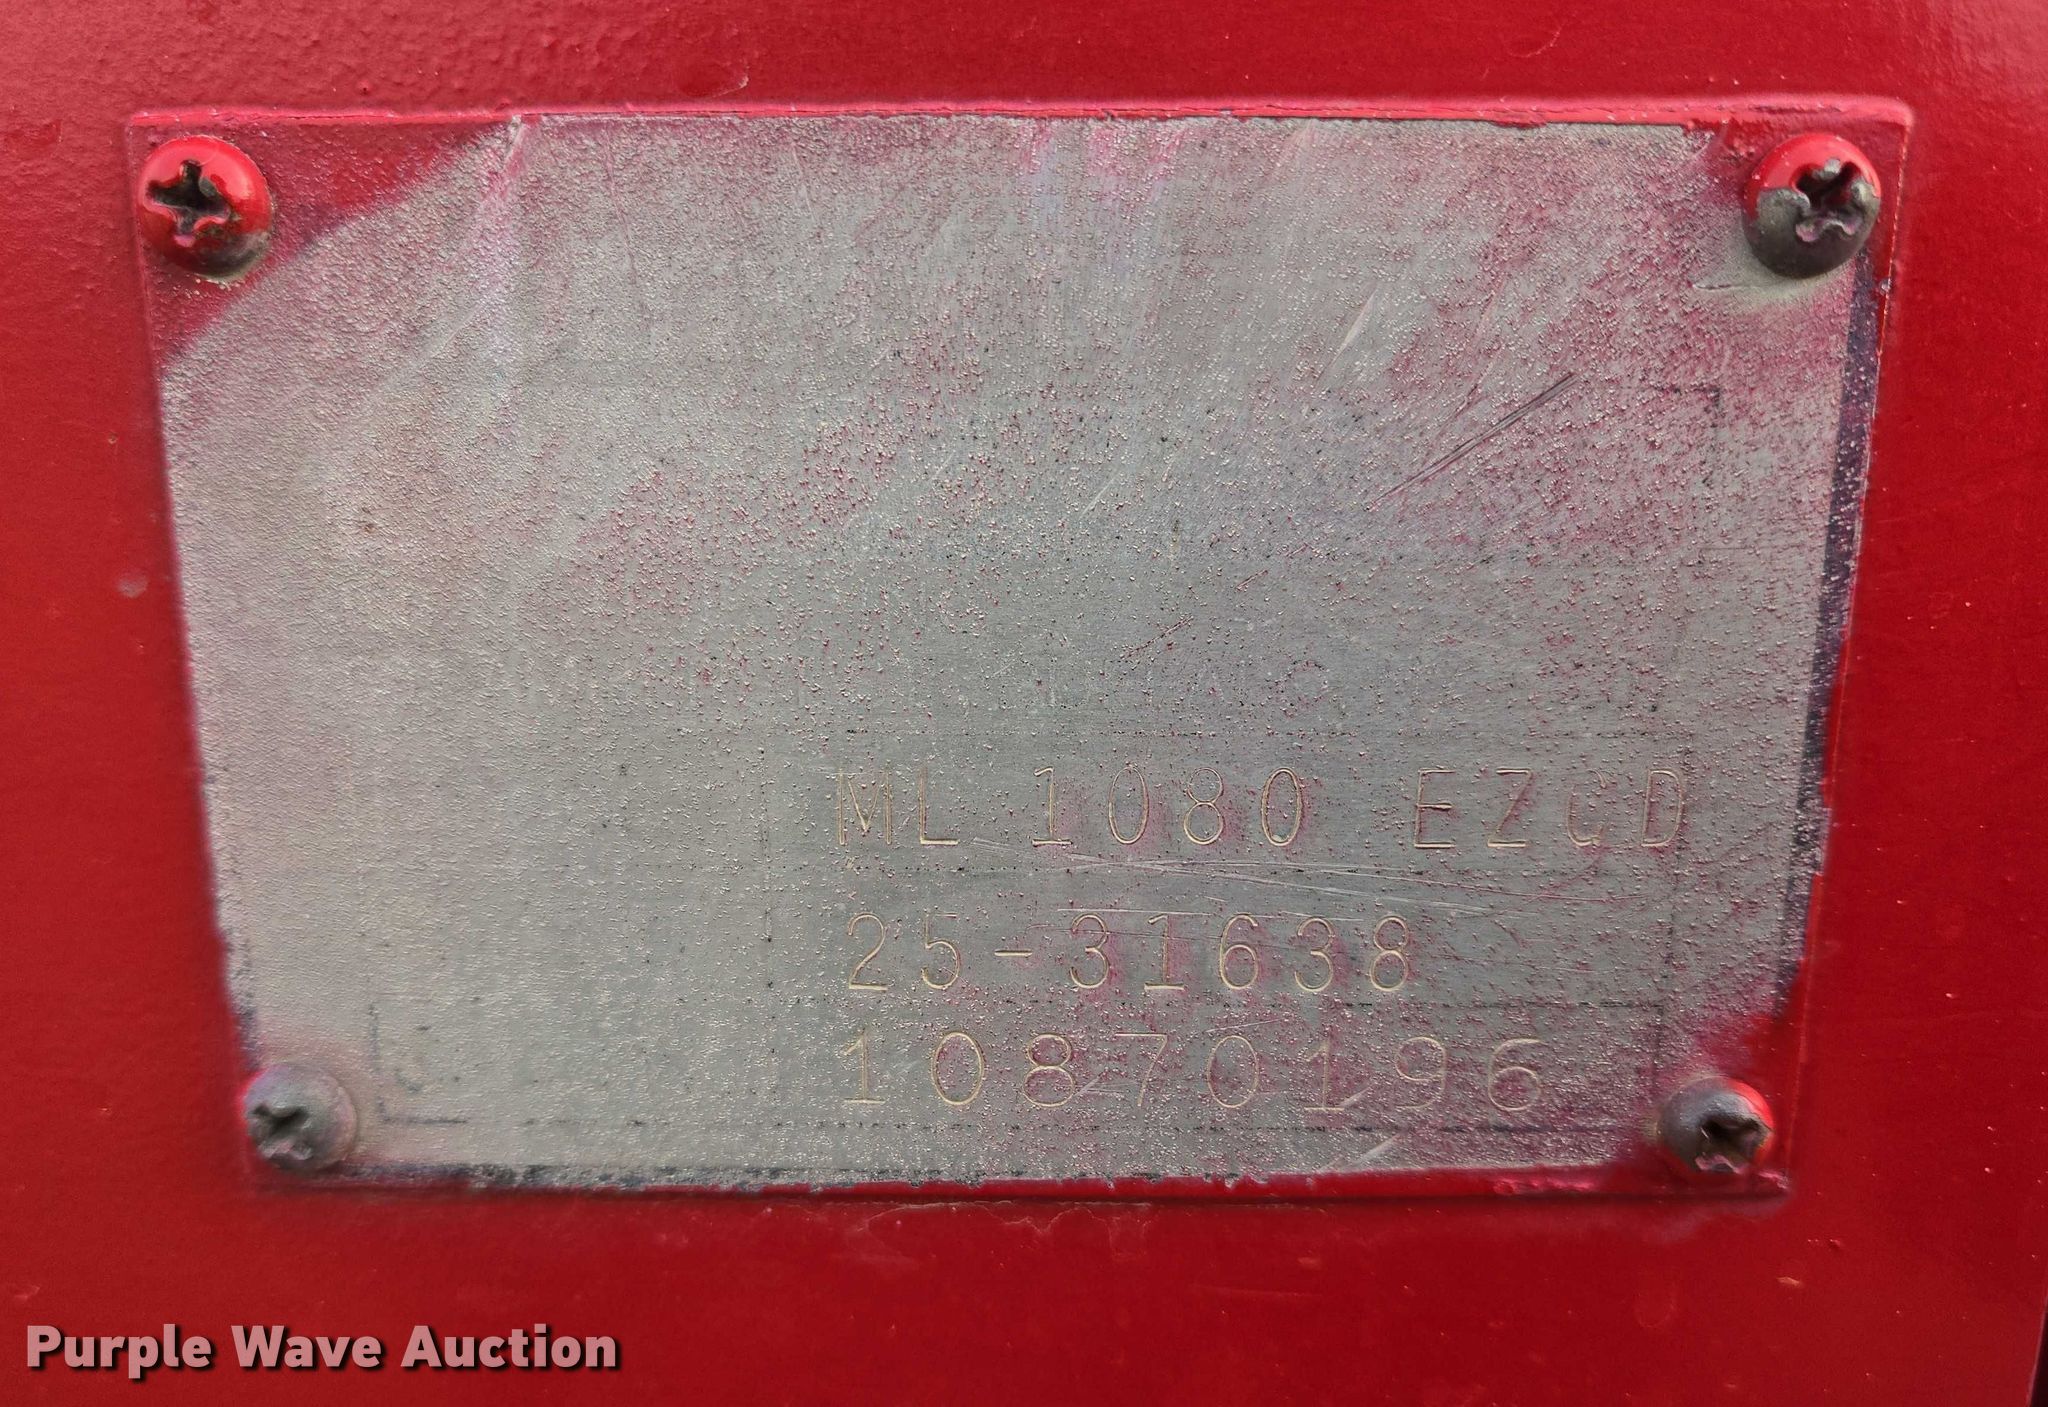 ML 1080 EZCD
25-31638
10870196
Purple Wave Auction